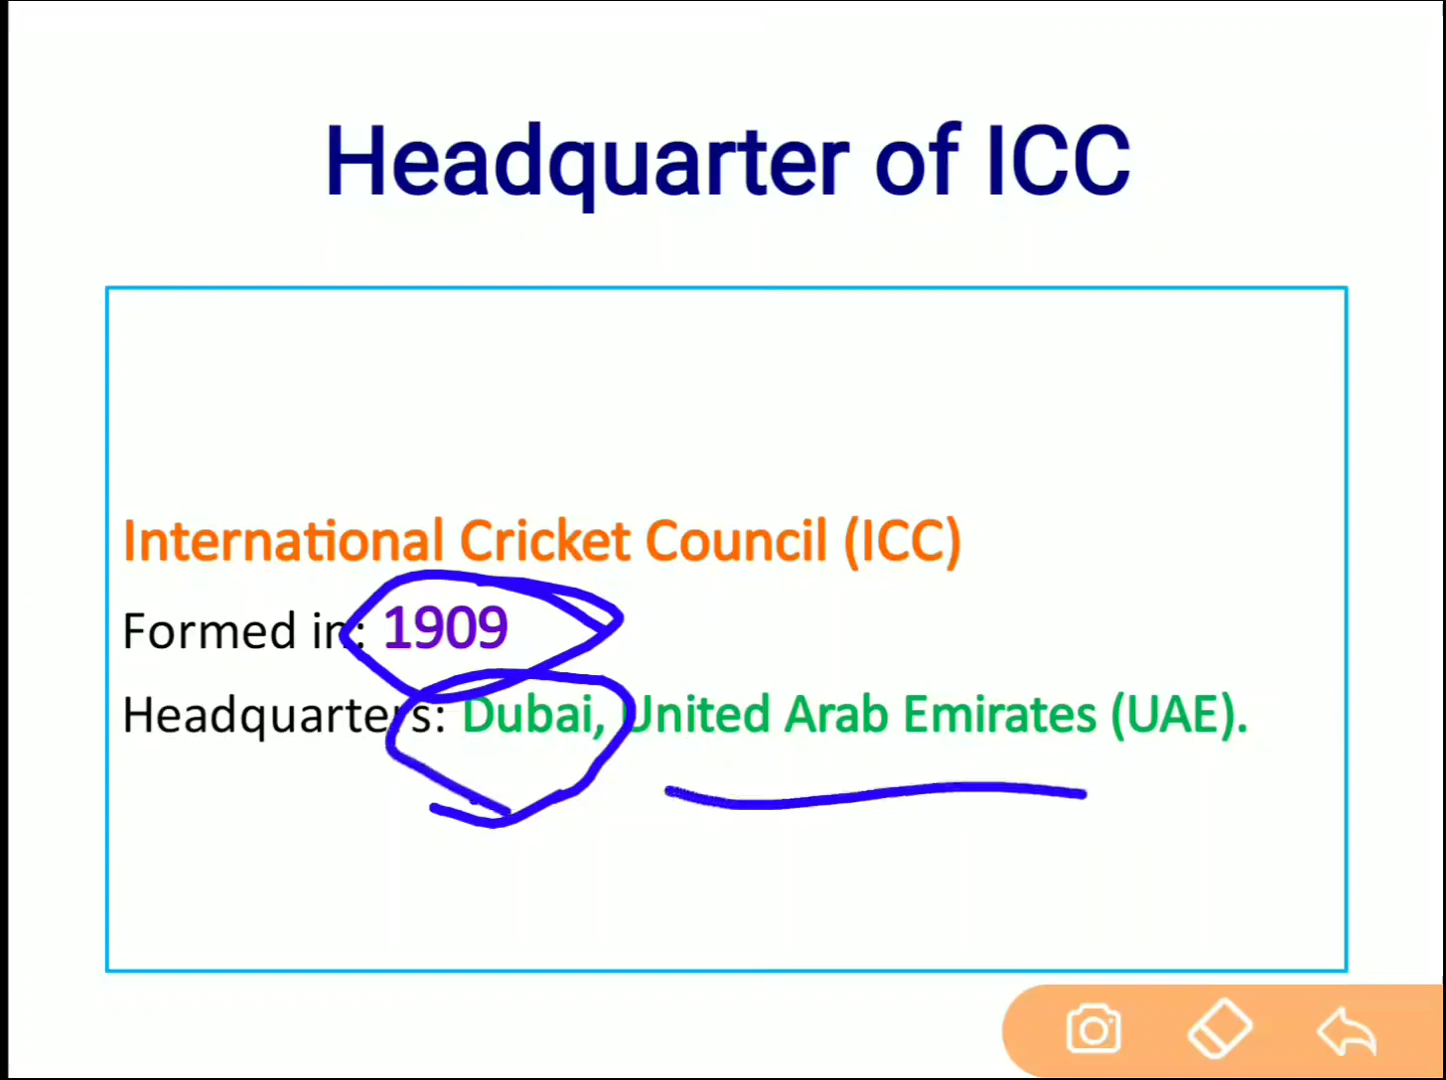 Headquarter of ICC
International Cricket Council (ICC)
Formed in: 1909
Headquarters: Dubai, United Arab Emirates (UAE).